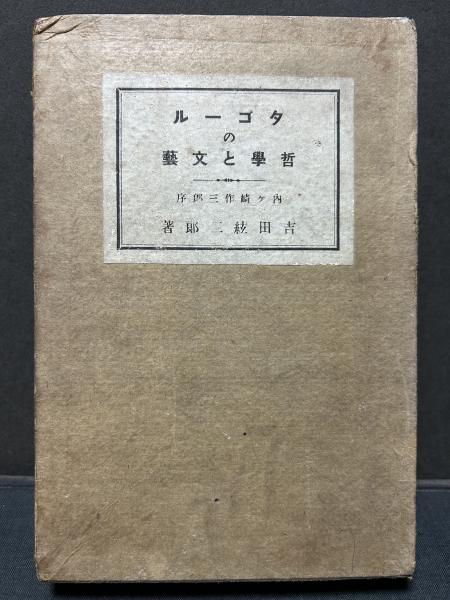 タゴール
の
哲學と文藝
内ケ崎作三郎序
吉田絃二郎著